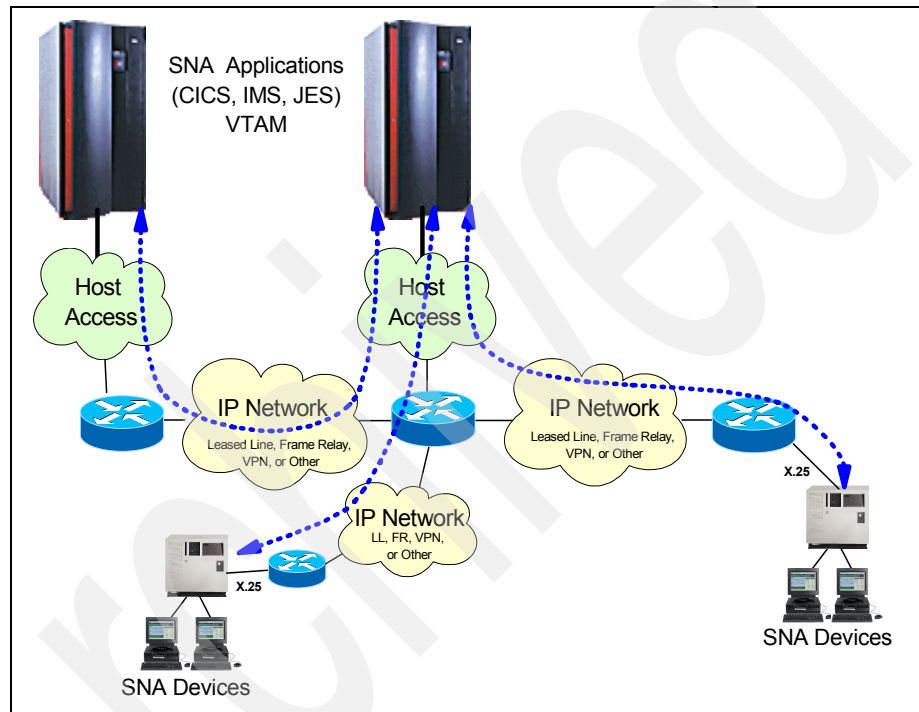 SNA Applications
(CICS, IMS, JES)
VTAM
Host
Access
Host
Access
IP Network
Leased Line, Frame Relay,
VPN, or Other
IP Network
Leased Line, Frame Relay,
VPN, or Other
X.25
IP Network
LL, FR, VPN,
or Other
X.25
SNA Devices
SNA Devices